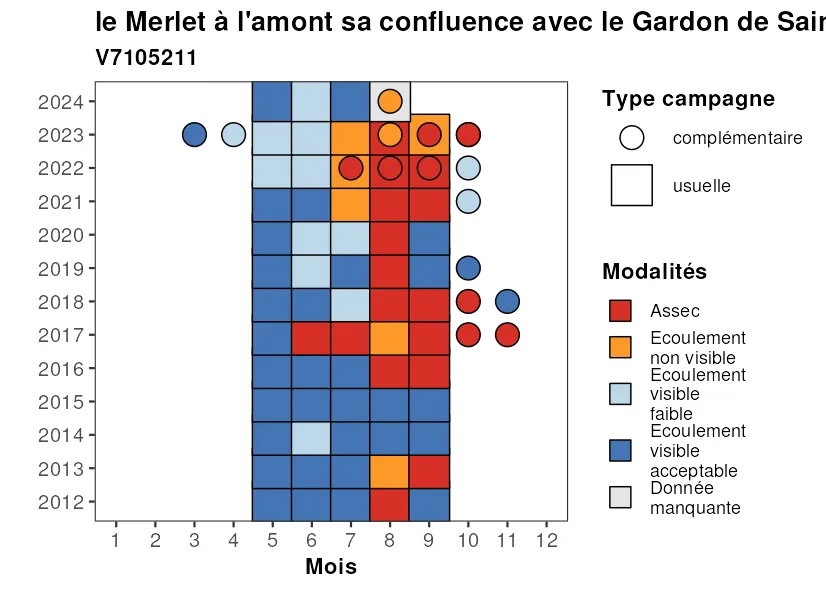 le Merlet à l'amont sa confluence avec le Gardon de Sain
V7105211
2024
2023
2022
2021
2020
2019
2018
2017
2016
2015
2014
2013
2012
1 2 3 4 5 6 7 8 9 10 11 12
Mois
Type campagne
complémentaire
usuelle
Modalités
Assec
Ecoulement
non visible
Ecoulement
visible
faible
Ecoulement
visible
acceptable
Donnée
manquante